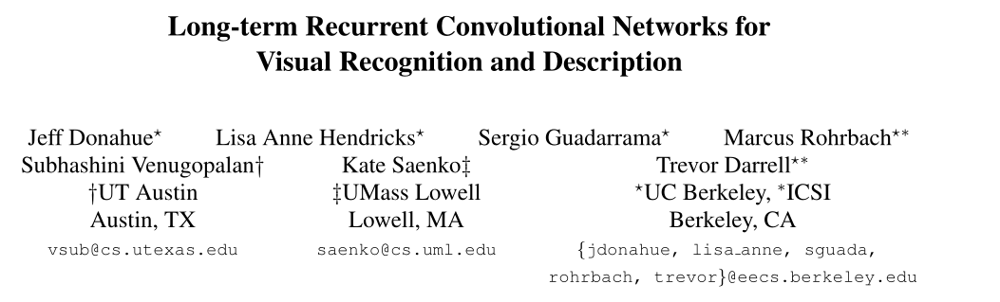 Long-term Recurrent Convolutional Networks for
Visual Recognition and Description
Jeff Donahue⋆ Lisa Anne Hendricks⋆ Sergio Guadarrama⋆ Marcus Rohrbach⋆∗
Subhashini Venugopalan† Kate Saenko‡ Trevor Darrell⋆∗
†UT Austin ‡UMass Lowell ⋆UC Berkeley, ∗ICSI
Austin, TX Lowell, MA Berkeley, CA
vsub@cs.utexas.edu saenko@cs.uml.edu {jdonahue, lisa_anne, sguada,
rohrbach, trevor}@eecs.berkeley.edu